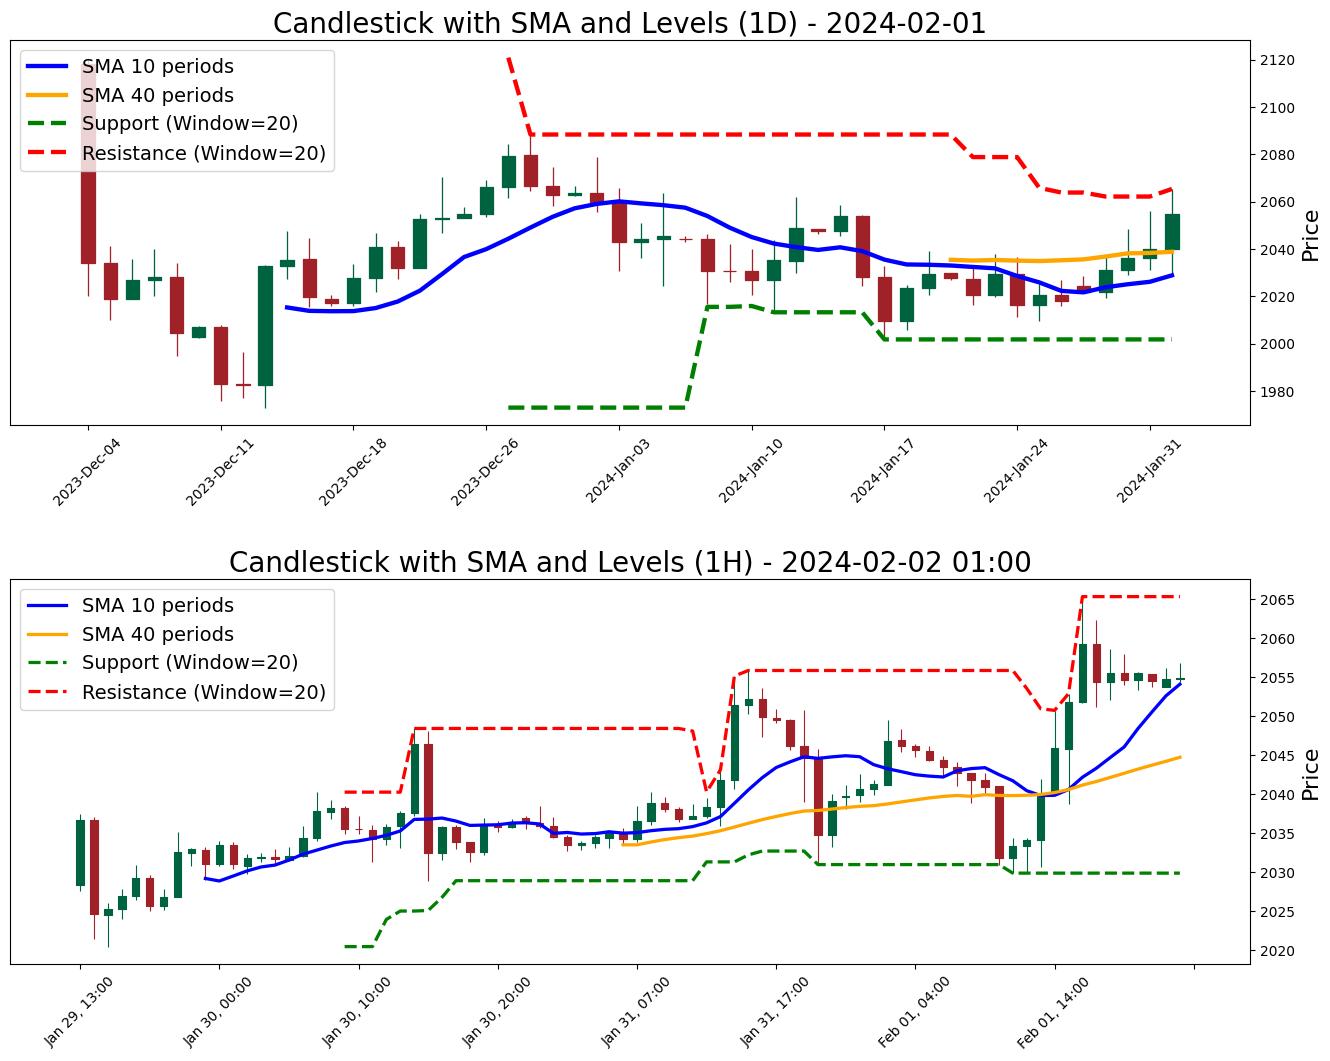 Candlestick with SMA and Levels (1D) - 2024-02-01
SMA 10 periods
SMA 40 periods
Support (Window=20)
Resistance (Window=20)
2120
2100
2080
2060
2040
2020
2000
1980
Price
2023-Dec-04
2023-Dec-11
2023-Dec-18
2023-Dec-26
2024-Jan-03
2024-Jan-10
2024-Jan-17
2024-Jan-24
2024-Jan-31
Candlestick with SMA and Levels (1H) - 2024-02-02 01:00
SMA 10 periods
SMA 40 periods
Support (Window=20)
Resistance (Window=20)
2065
2060
2055
2050
2045
2040
2035
2030
2025
2020
Price
Jan 29, 13:00
Jan 30, 00:00
Jan 30, 10:00
Jan 30, 20:00
Jan 31, 07:00
Jan 31, 17:00
Feb 01, 04:00
Feb 01, 14:00